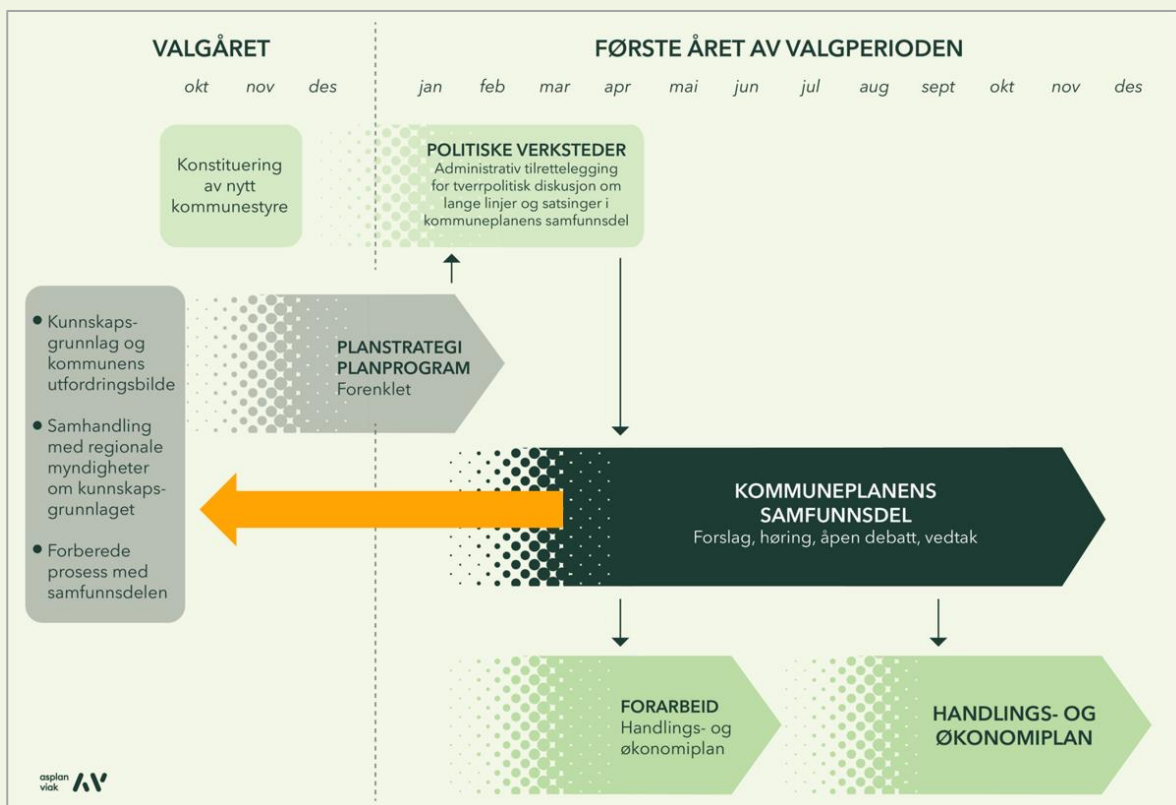 VALGÅRET
FØRSTE ÅRET AV VALGPERIODEN
okt nov des jan feb mar apr mai jun jul aug sept okt nov des
Konstituering
av nytt
kommunestyre
POLITISKE VERKSTEDER
Administrativ tilrettelegging
for tverrpolitisk diskusjon om
lange linjer og satsinger i
kommuneplanens samfunnsdel
• Kunnskaps-
grunnlag og
kommunens
utfordringsbilde
• Samhandling
med regionale
myndigheter
om kunnskaps-
grunnlaget
• Forberede
prosess med
samfunnsdelen
PLANSTRATEGI
PLANPROGRAM
Forenklet
KOMMUNEPLANENS
SAMFUNNSDEL
Forslag, høring, åpen debatt, vedtak
FORARBEID
Handlings- og
økonomiplan
HANDLINGS- OG
ØKONOMIPLAN
asplan
viak